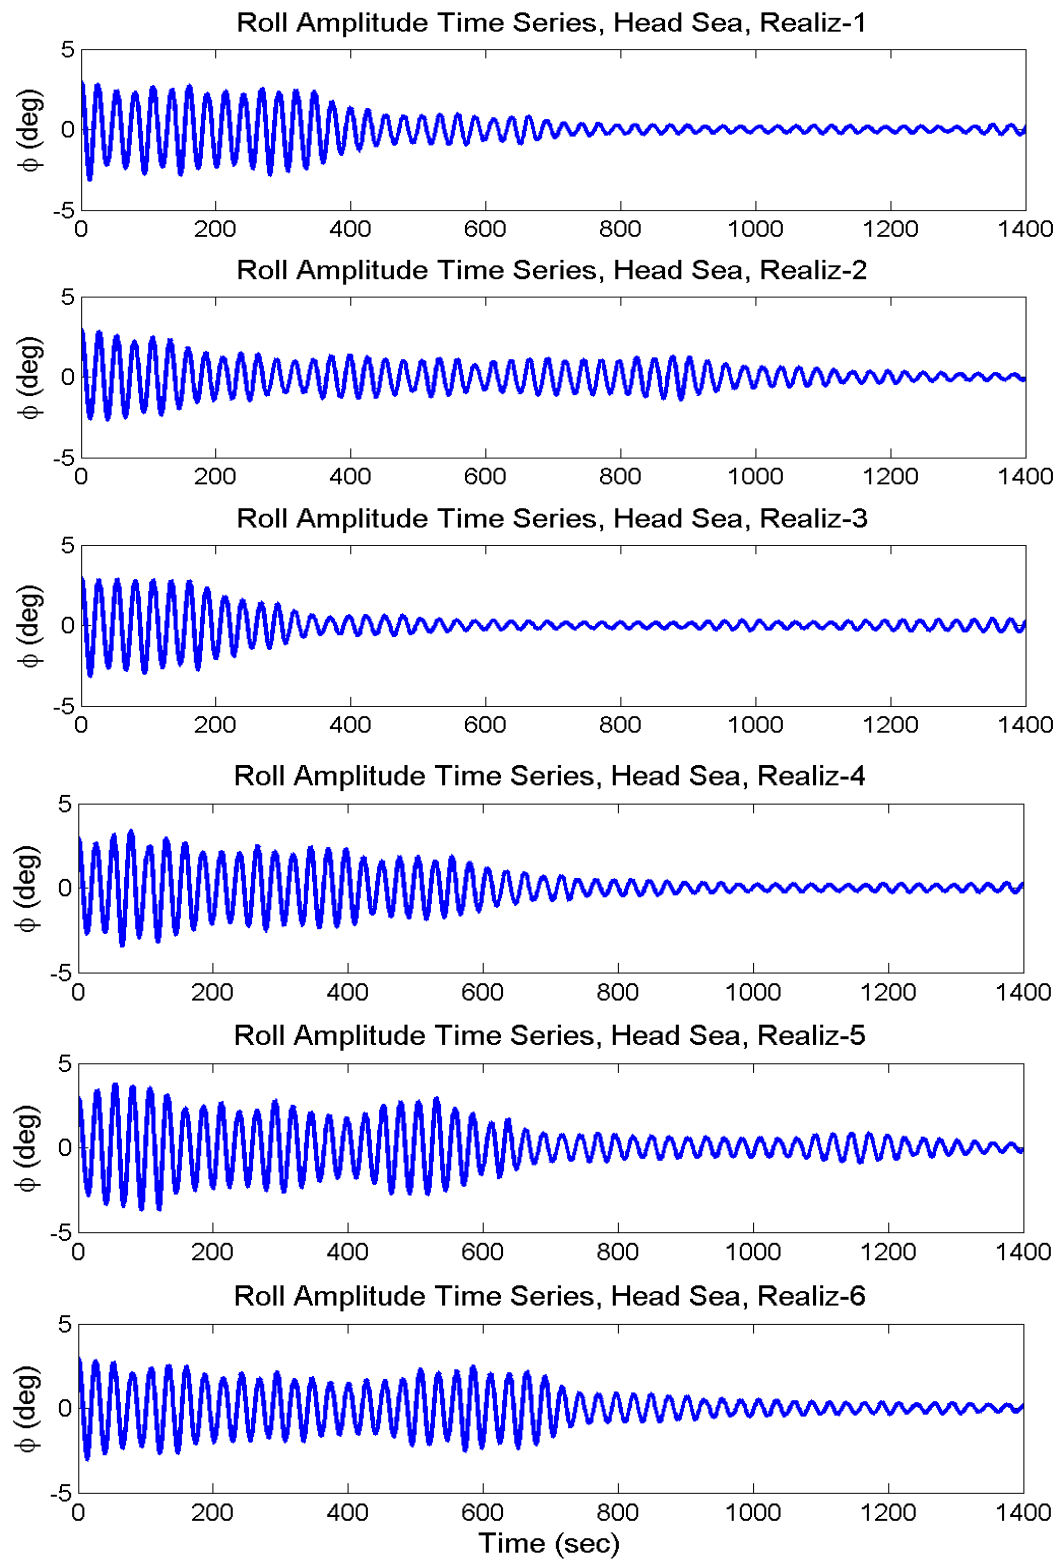 Roll Amplitude Time Series, Head Sea, Realiz-1
5
0
-5
ϕ (deg)
0 200 400 600 800 1000 1200 1400
Roll Amplitude Time Series, Head Sea, Realiz-2
5
0
-5
ϕ (deg)
0 200 400 600 800 1000 1200 1400
Roll Amplitude Time Series, Head Sea, Realiz-3
5
0
-5
ϕ (deg)
0 200 400 600 800 1000 1200 1400
Roll Amplitude Time Series, Head Sea, Realiz-4
5
0
-5
ϕ (deg)
0 200 400 600 800 1000 1200 1400
Roll Amplitude Time Series, Head Sea, Realiz-5
5
0
-5
ϕ (deg)
0 200 400 600 800 1000 1200 1400
Roll Amplitude Time Series, Head Sea, Realiz-6
5
0
-5
ϕ (deg)
0 200 400 600 800 1000 1200 1400
Time (sec)